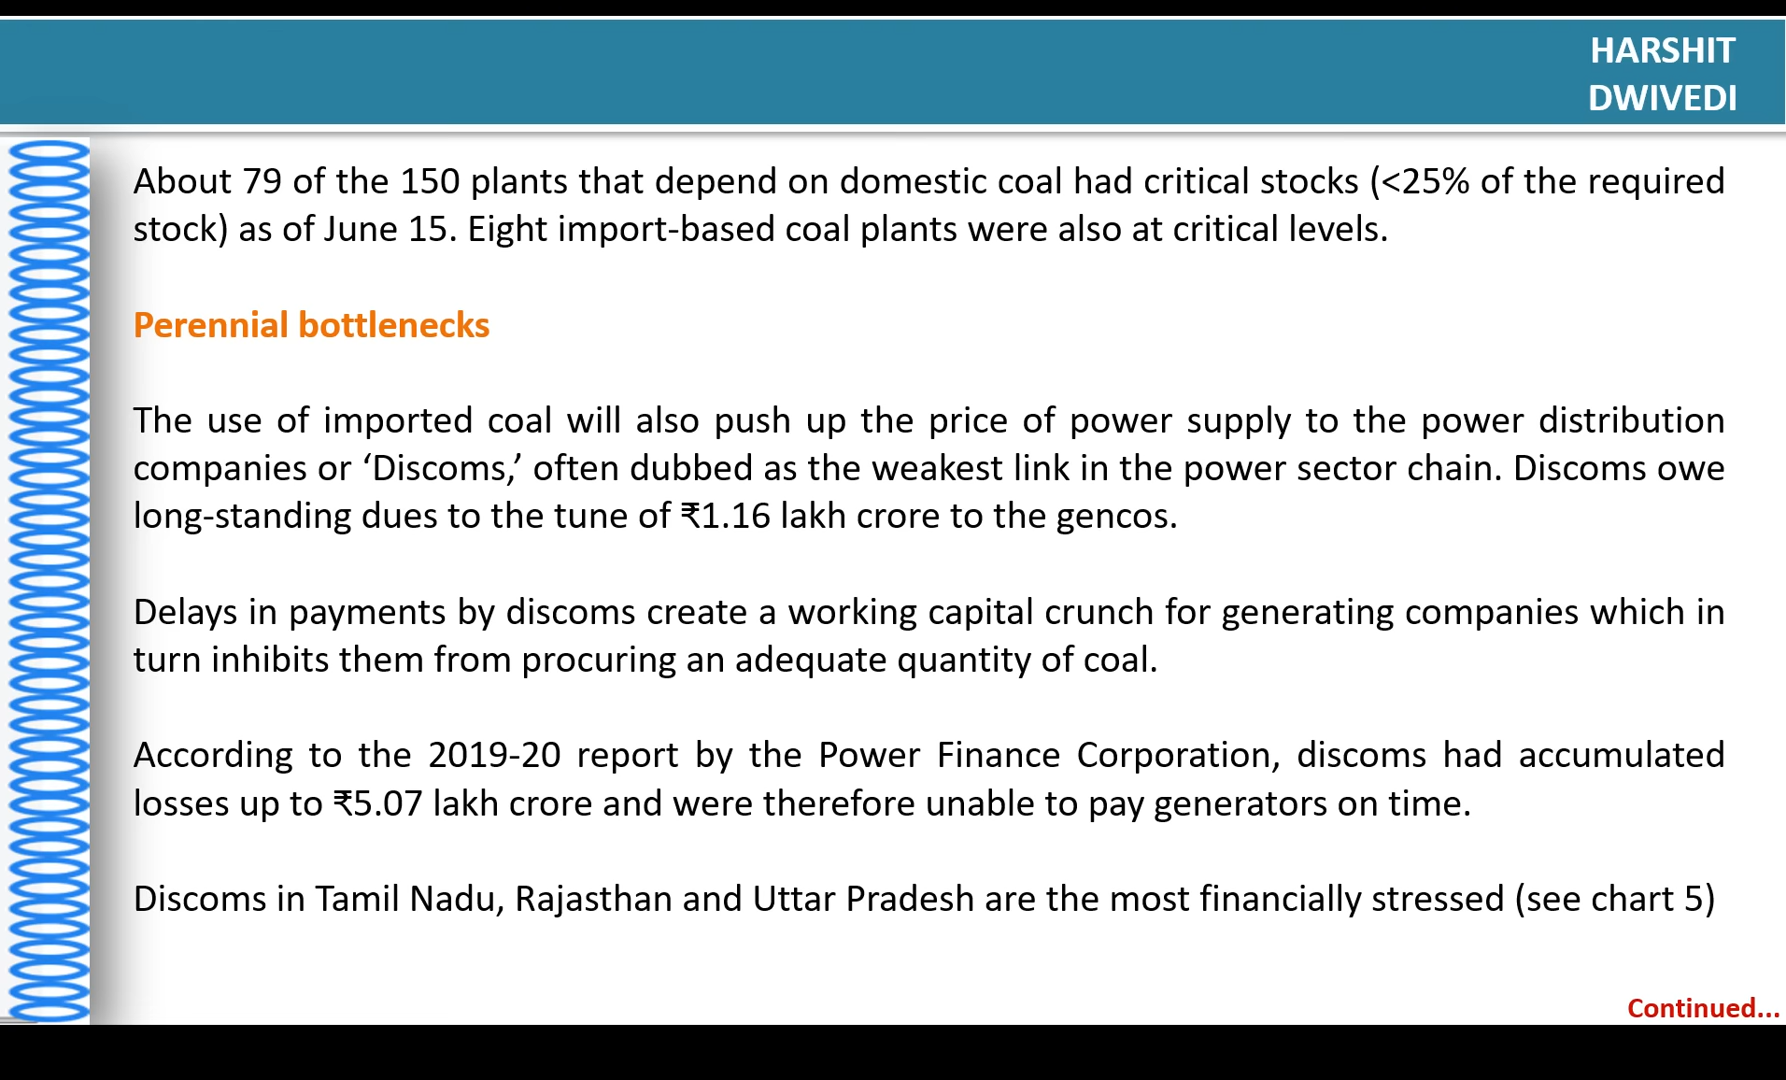 HARSHIT
DWIVEDI
About 79 of the 150 plants that depend on domestic coal had critical stocks (<25% of the required
stock) as of June 15. Eight import-based coal plants were also at critical levels.
Perennial bottlenecks
The use of imported coal will also push up the price of power supply to the power distribution
companies or ‘Discoms,’ often dubbed as the weakest link in the power sector chain. Discoms owe
long-standing dues to the tune of ₹1.16 lakh crore to the gencos.
Delays in payments by discoms create a working capital crunch for generating companies which in
turn inhibits them from procuring an adequate quantity of coal.
According to the 2019-20 report by the Power Finance Corporation, discoms had accumulated
losses up to ₹5.07 lakh crore and were therefore unable to pay generators on time.
Discoms in Tamil Nadu, Rajasthan and Uttar Pradesh are the most financially stressed (see chart 5)
Continued...